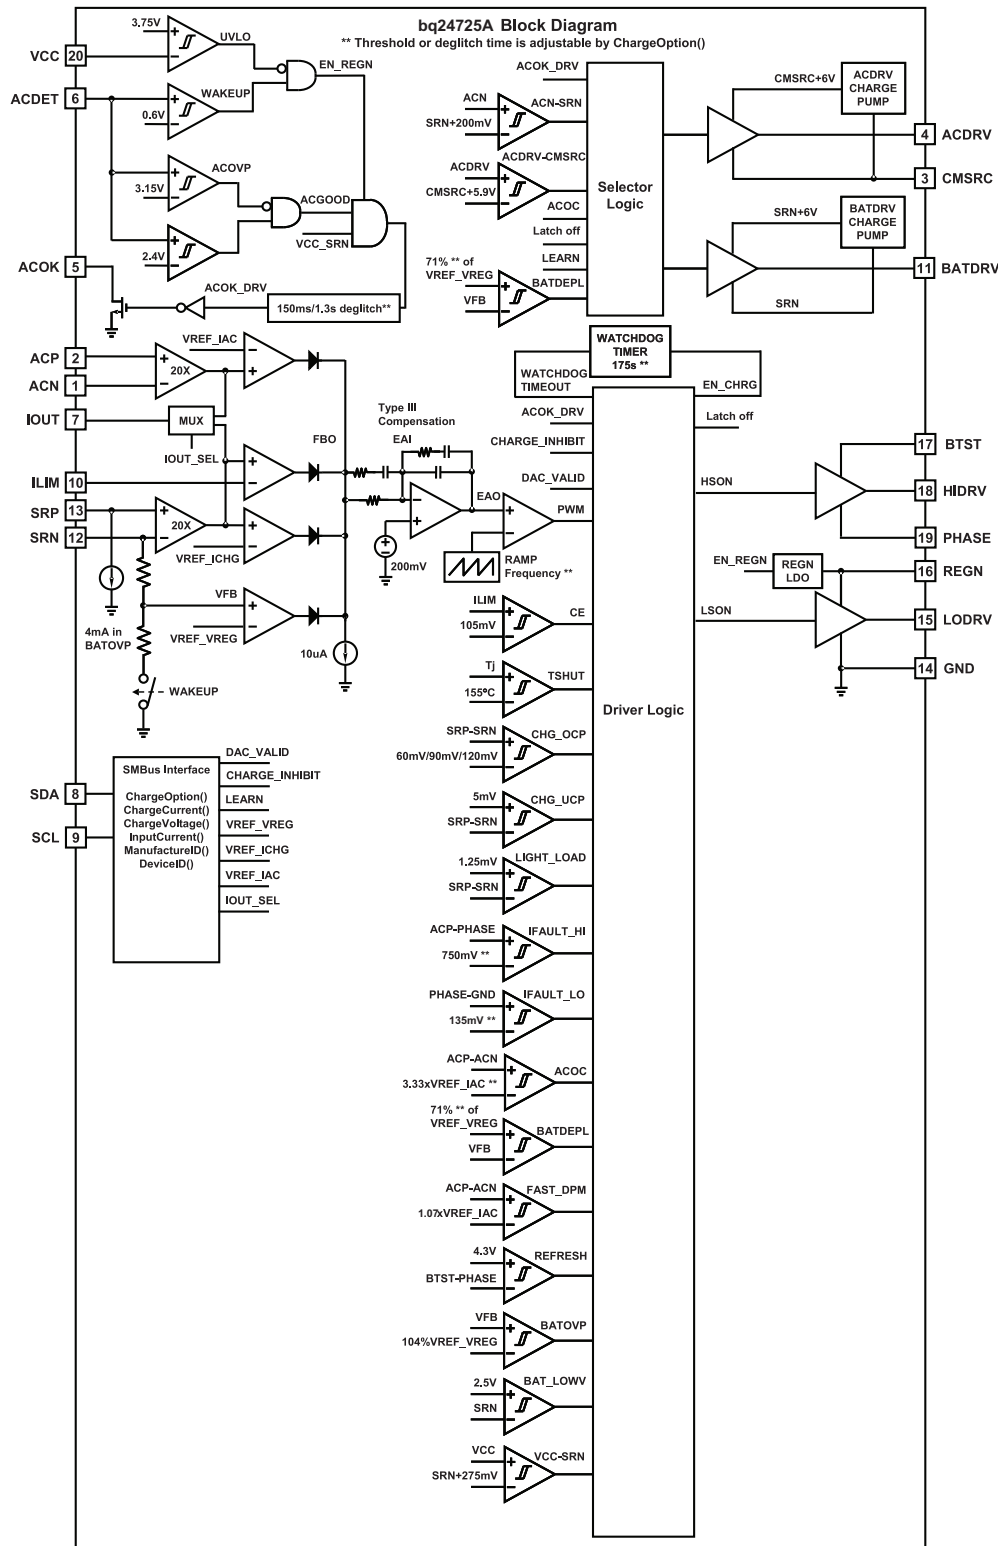 bq24725A Block Diagram
** Threshold or deglitch time is adjustable by ChargeOption()
3.75V
UVLO
VCC 20
EN_REGN
ACDET 6
WAKEUP
0.6V
ACOVP
3.15V
ACGOOD
VCC_SRN
2.4V
ACOK 5
ACOK_DRV
150ms/1.3s deglitch**
ACOK_DRV
ACN
ACN-SRN
SRN+200mV
ACDRV-CMSRC
ACDRV
CMSRC+5.9V
ACOC
Latch off
LEARN
71% ** of
VREF_VREG
BATDEPL
VFB
Selector
Logic
CMSRC+6V
ACDRV
CHARGE
PUMP
4 ACDRV
3 CMSRC
SRN+6V
BATDRV
CHARGE
PUMP
11 BATDRV
SRN
ACP 2
ACN 1
IOUT 7
ILIM 10
SRP 13
SRN 12
VREF_IAC
20X
MUX
IOUT_SEL
20X
VREF_ICHG
VFB
VREF_VREG
4mA in
BATOVP
WAKEUP
FBO
10uA
Type III
Compensation
EAI
EAO
200mV
PWM
RAMP
Frequency **
WATCHDOG
TIMER
175s **
WATCHDOG
TIMEOUT
EN_CHRG
ACOK_DRV
Latch off
CHARGE_INHIBIT
DAC_VALID
HSON
17 BTST
18 HIDRV
19 PHASE
EN_REGN
REGN
LDO
16 REGN
LSON
15 LODRV
14 GND
Driver Logic
ILIM
CE
105mV
Tj
TSHUT
155ºC
SRP-SRN
CHG_OCP
60mV/90mV/120mV
5mV
CHG_UCP
SRP-SRN
1.25mV
LIGHT_LOAD
SRP-SRN
ACP-PHASE
IFAULT_HI
750mV **
PHASE-GND
IFAULT_LO
135mV **
ACP-ACN
ACOC
3.33xVREF_IAC **
71% ** of
VREF_VREG
BATDEPL
VFB
ACP-ACN
FAST_DPM
1.07xVREF_IAC
4.3V
REFRESH
BTST-PHASE
VFB
BATOVP
104%VREF_VREG
2.5V
BAT_LOWV
SRN
VCC
VCC-SRN
SRN+275mV
SDA 8
SCL 9
SMBus Interface
ChargeOption()
ChargeCurrent()
ChargeVoltage()
InputCurrent()
ManufactureID()
DeviceID()
DAC_VALID
CHARGE_INHIBIT
LEARN
VREF_VREG
VREF_ICHG
VREF_IAC
IOUT_SEL